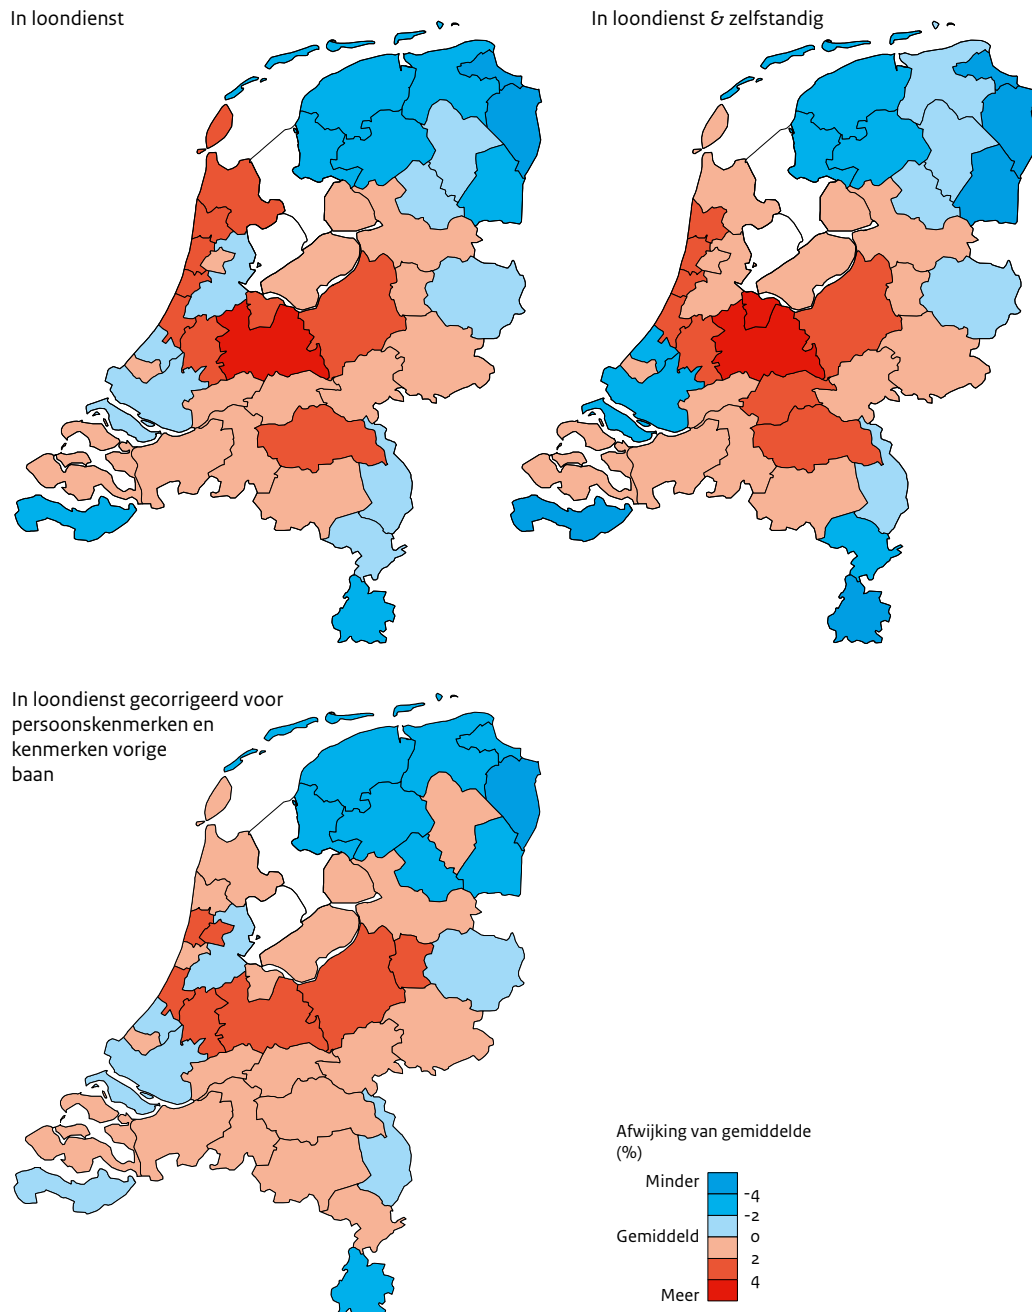 In loondienst
In loondienst & zelfstandig
In loondienst gecorrigeerd voor
persoonskenmerken en
kenmerken vorige
baan
Afwijking van gemiddelde
(%)
Minder
-4
-2
Gemiddeld
0
2
4
Meer